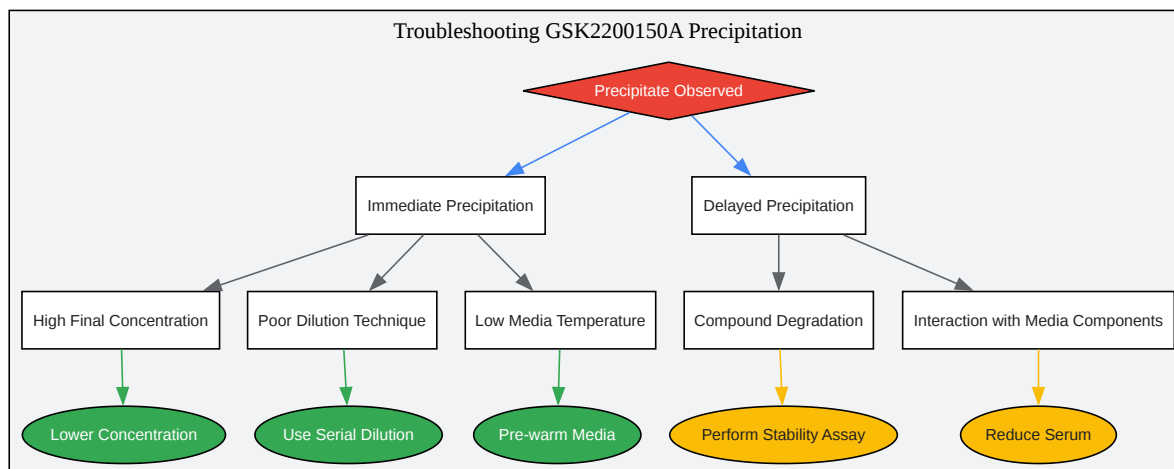 Troubleshooting GSK2200150A Precipitation
Precipitate Observed
Immediate Precipitation
Delayed Precipitation
High Final Concentration
Poor Dilution Technique
Low Media Temperature
Compound Degradation
Interaction with Media Components
Lower Concentration
Use Serial Dilution
Pre-warm Media
Perform Stability Assay
Reduce Serum